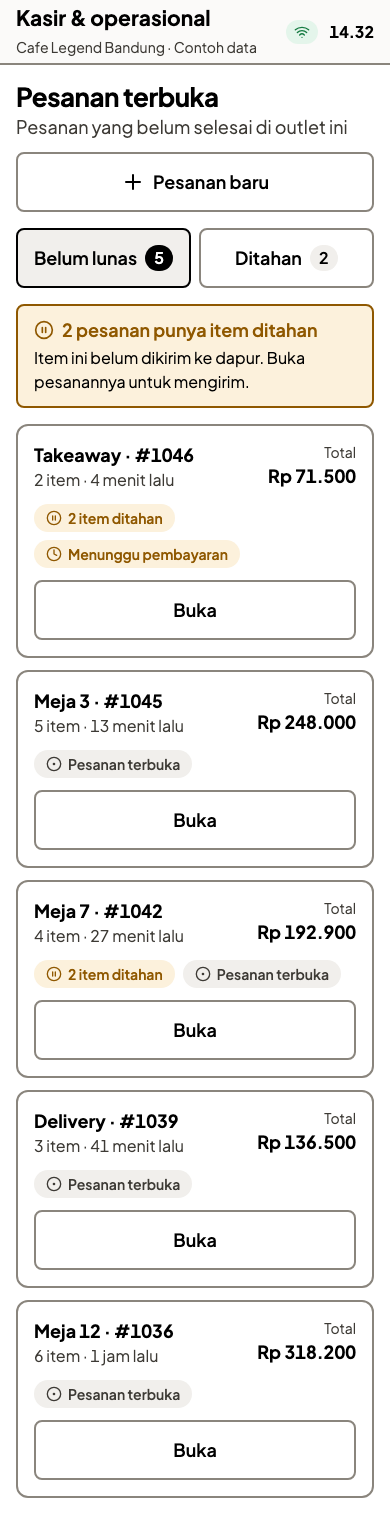 Kasir & operasional
Cafe Legend Bandung · Contoh data
14.32
Pesanan terbuka
Pesanan yang belum selesai di outlet ini
+ Pesanan baru
Belum lunas 5
Ditahan 2
2 pesanan punya item ditahan
Item ini belum dikirim ke dapur. Buka
pesanannya untuk mengirim.
Takeaway · #1046
2 item · 4 menit lalu
Total
Rp 71.500
2 item ditahan
Menunggu pembayaran
Buka
Meja 3 · #1045
5 item · 13 menit lalu
Total
Rp 248.000
Pesanan terbuka
Buka
Meja 7 · #1042
4 item · 27 menit lalu
Total
Rp 192.900
2 item ditahan
Pesanan terbuka
Buka
Delivery · #1039
3 item · 41 menit lalu
Total
Rp 136.500
Pesanan terbuka
Buka
Meja 12 · #1036
6 item · 1 jam lalu
Total
Rp 318.200
Pesanan terbuka
Buka